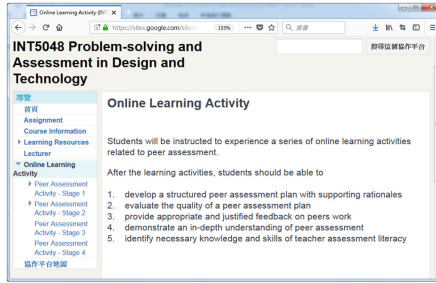 Online Learning Activity (INT
https://sites.google.com/site/
133%
搜尋
INT5048 Problem-solving and
Assessment in Design and
Technology
搜尋這個協作平台
導覽
首頁
Assignment
Course Information
Learning Resources
Lecturer
Online Learning
Activity
Peer Assessment
Activity - Stage 1
Peer Assessment
Activity - Stage 2
Peer Assessment
Activity - Stage 3
Peer Assessment
Activity - Stage 4
協作平台地圖
Online Learning Activity
Students will be instructed to experience a series of online learning activities
related to peer assessment.
After the learning activities, students should be able to
1. develop a structured peer assessment plan with supporting rationales
2. evaluate the quality of a peer assessment plan
3. provide appropriate and justified feedback on peers work
4. demonstrate an in-depth understanding of peer assessment
5. identify necessary knowledge and skills of teacher assessment literacy